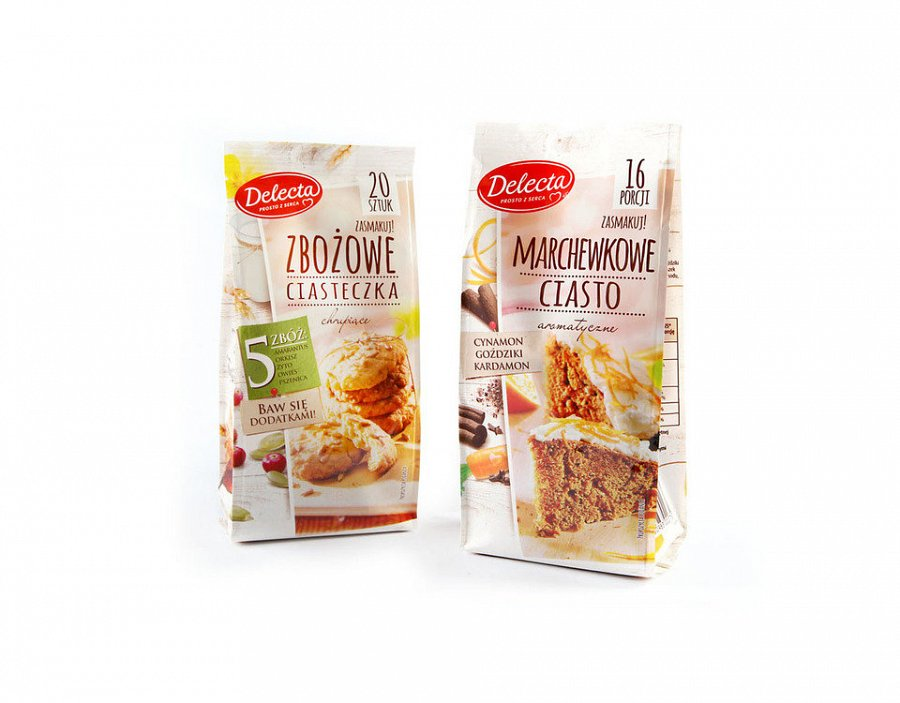 Delecta
PROSTO Z SERCA
20
SZTUK
ZASMAKUJ!
ZBOŻOWE
CIASTECZKA
chrupiące
5 ZBÓŻ:
AMARANTUS
ORKISZ
ŻYTO
OWIES
PSZENICA
BAW SIĘ
DODATKAMI!
Delecta
PROSTO Z SERCA
16
PORCJI
ZASMAKUJ!
MARCHEWKOWE
CIASTO
aromatyczne
CYNAMON
GOŹDZIKI
KARDAMON